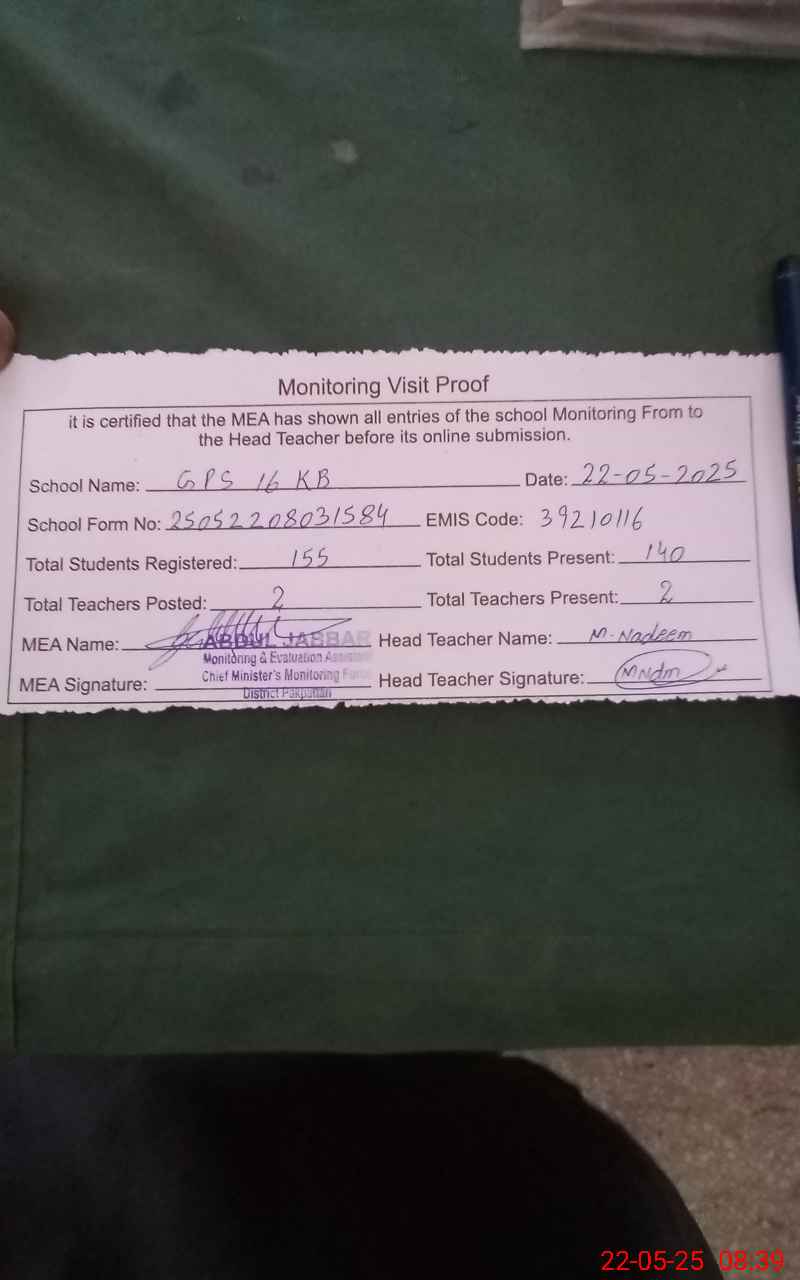 Monitoring Visit Proof
it is certified that the MEA has shown all entries of the school Monitoring From to
the Head Teacher before its online submission.
School Name: GPS 16 KB Date: 22-05-2025
School Form No: 25052208031584 EMIS Code: 39210116
Total Students Registered: 155 Total Students Present: 140
Total Teachers Posted: 2 Total Teachers Present: 2
MEA Name: ABDUL JABBAR Head Teacher Name: M. Nadeem
Monitoring & Evaluation Assistant
Chief Minister's Monitoring Force
MEA Signature: Head Teacher Signature: MNdm
District Pakpattan
22-05-25 08:39